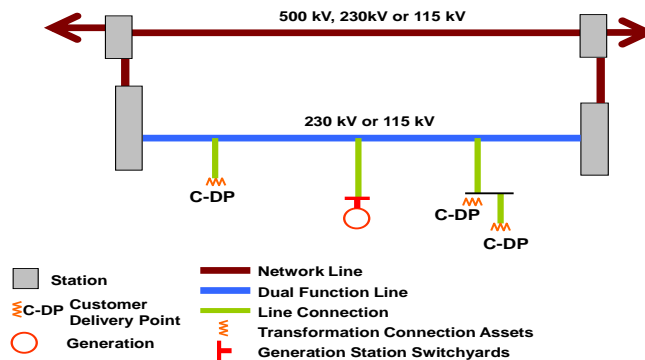 500 kV, 230kV or 115 kV
230 kV or 115 kV
C-DP
C-DP
C-DP
Station
C-DP Customer
Delivery Point
Generation
Network Line
Dual Function Line
Line Connection
Transformation Connection Assets
Generation Station Switchyards